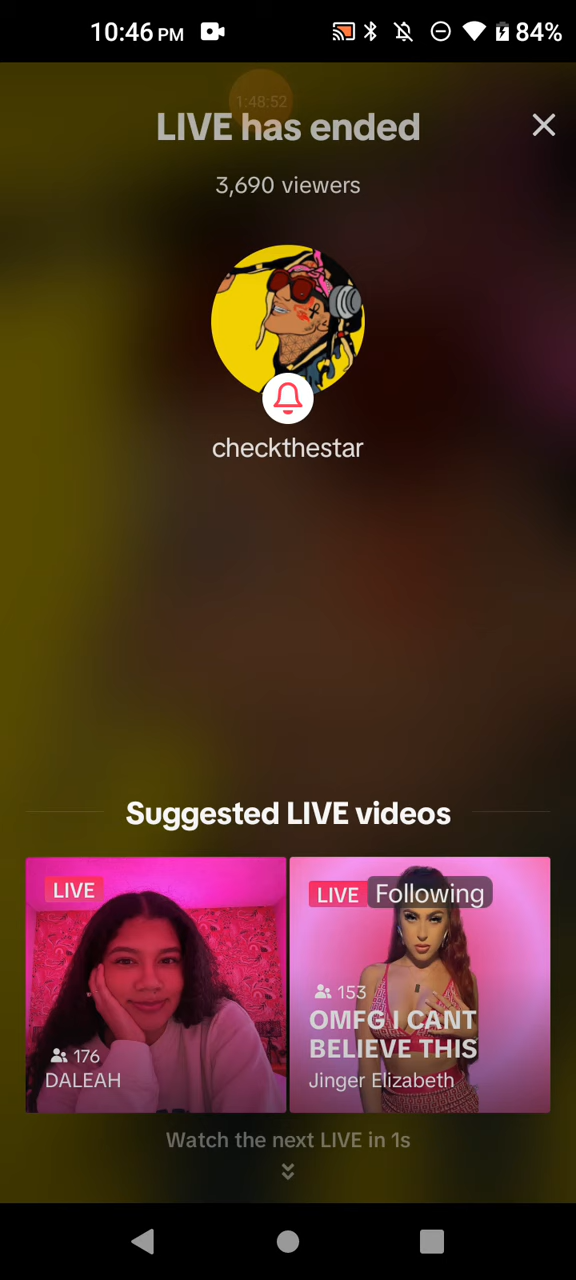 10:46 PM
84%
1:48:52
LIVE has ended
3,690 viewers
checkthestar
Suggested LIVE videos
LIVE
176
DALEAH
LIVE Following
153
OMFG I CANT
BELIEVE THIS
Jinger Elizabeth
Watch the next LIVE in 1s